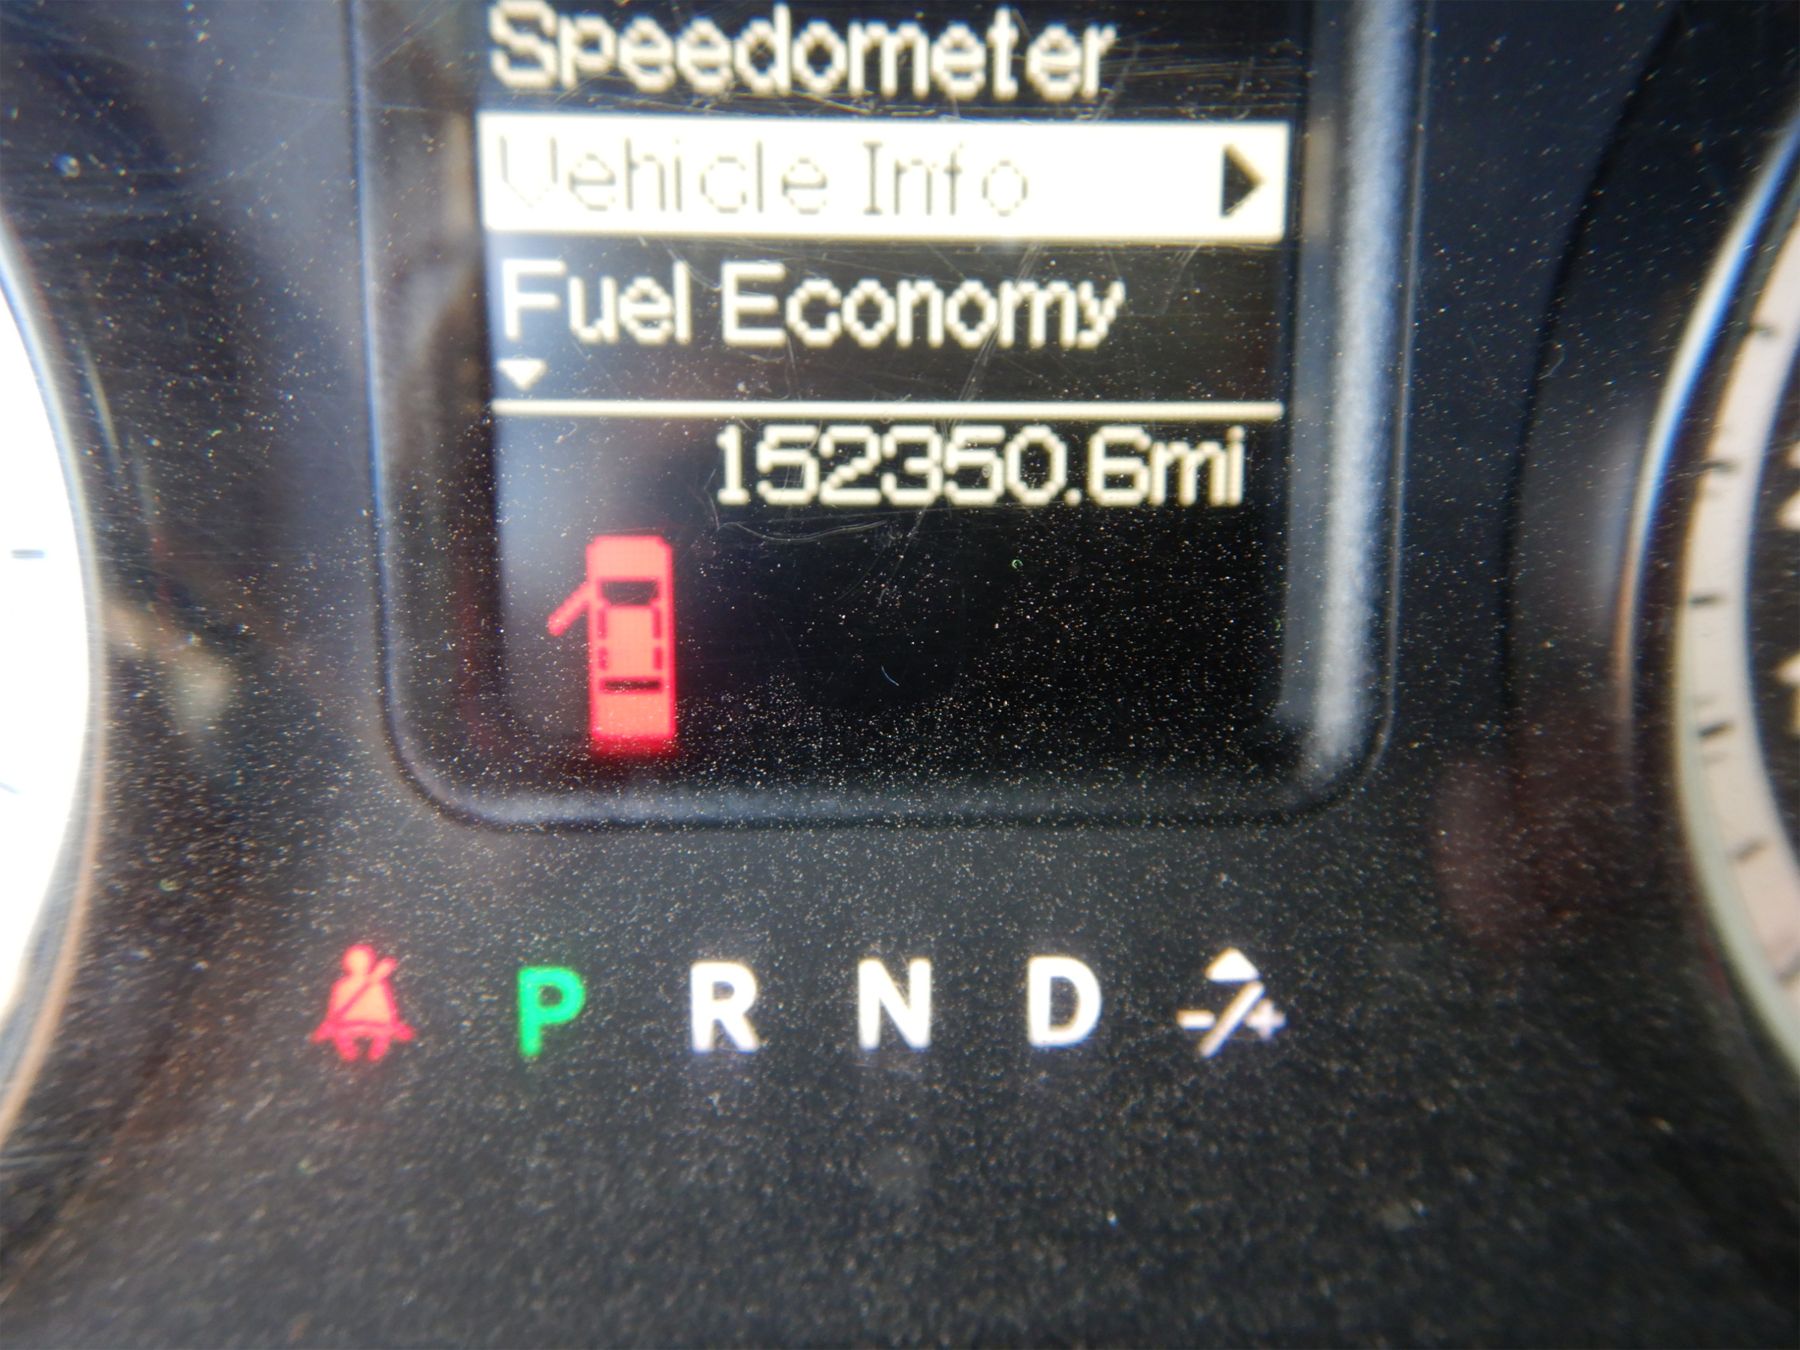 Speedometer
Vehicle Info
Fuel Economy
152350.6mi
P R N D - +